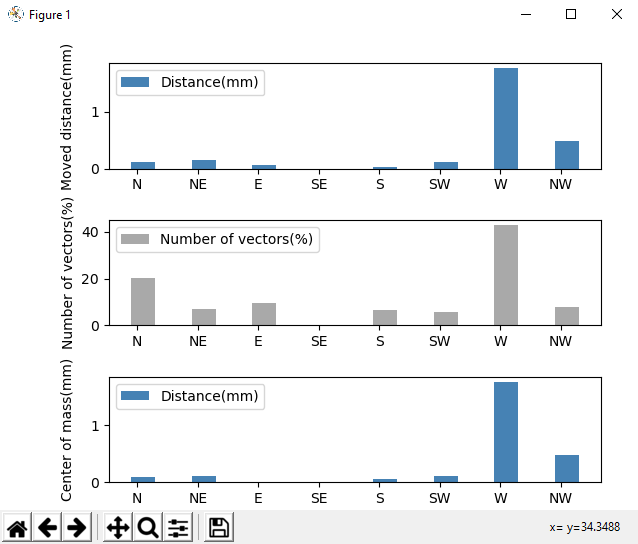 Figure 1
Moved distance(mm)
Distance(mm)
1
0
N NE E SE S SW W NW
Number of vectors(%)
Number of vectors(%)
40
20
0
N NE E SE S SW W NW
Center of mass(mm)
Distance(mm)
1
0
N NE E SE S SW W NW
x= y=34.3488